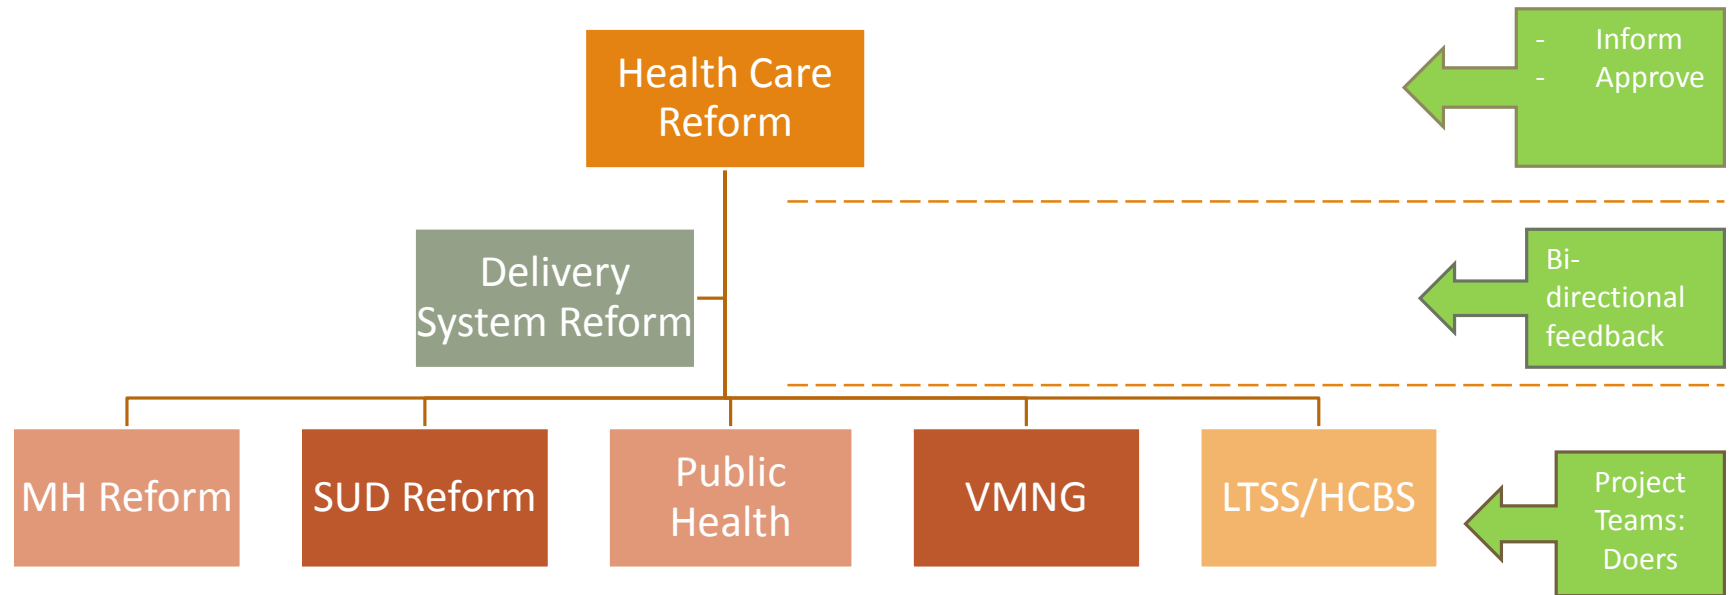 Health Care
Reform
- Inform
- Approve
Delivery
System Reform
Bi-
directional
feedback
MH Reform
SUD Reform
Public
Health
VMNG
LTSS/HCBS
Project
Teams:
Doers